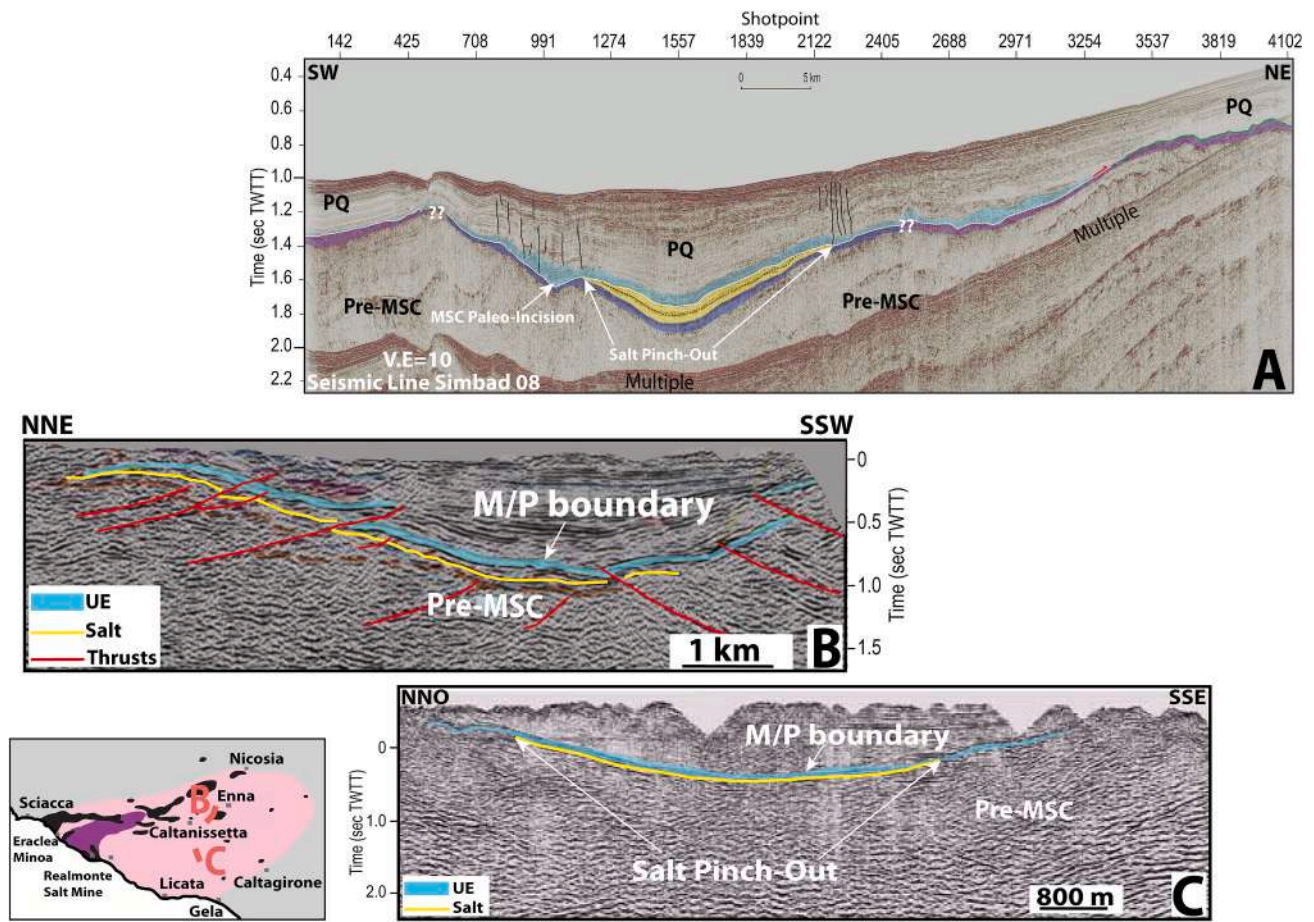 Shotpoint
142 425 708 991 1274 1557 1839 2122 2405 2688 2971 3254 3537 3819 4102
SW
NE
0 5 km
0.4
0.6
0.8
1.0
1.2
1.4
1.6
1.8
2.0
2.2
Time (sec TWTT)
PQ
PQ
PQ
??
??
Multiple
Pre-MSC
Pre-MSC
MSC Paleo-Incision
Salt Pinch-Out
V.E=10
Seismic Line Simbad 08
Multiple
A
NNE
SSW
M/P boundary
Pre-MSC
UE
Salt
Thrusts
1 km
B
0
0.5
1.0
1.5
Time (sec TWTT)
NNO
SSE
M/P boundary
Pre-MSC
Salt Pinch-Out
UE
Salt
800 m
C
0
1.0
2.0
Time (sec TWTT)
Nicosia
B
Enna
Sciacca
Caltanissetta
Eraclea
Minoa
C
Realmonte
Salt Mine
Licata
Caltagirone
Gela